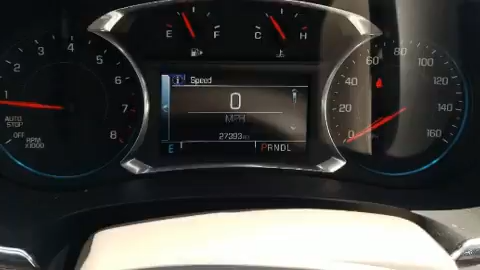 E F C H
1 2 3 4 5 6 7 8
AUTO
STOP
OFF
RPM
x1000
Speed
0
MPH
27393
E PRNDL
0 20 40 60 80 100 120 140 160